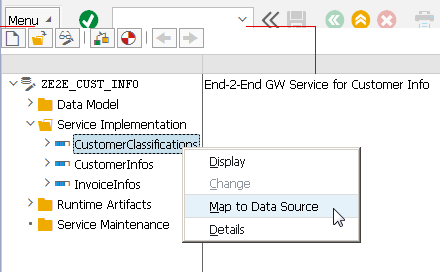 Menu
ZE2E_CUST_INFO
End-2-End GW Service for Customer Info
Data Model
Service Implementation
CustomerClassifications
CustomerInfos
InvoiceInfos
Runtime Artifacts
Service Maintenance
Display
Change
Map to Data Source
Details